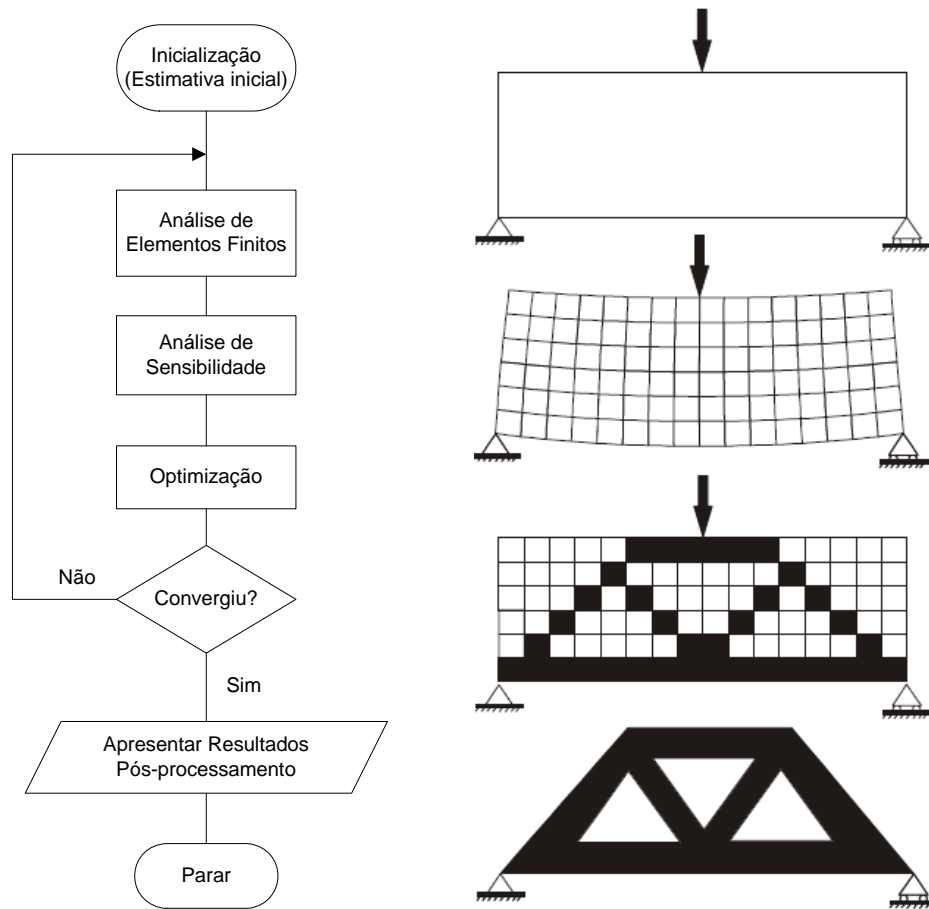 Inicialização
(Estimativa inicial)
Análise de
Elementos Finitos
Análise de
Sensibilidade
Optimização
Convergiu?
Não
Sim
Apresentar Resultados
Pós-processamento
Parar